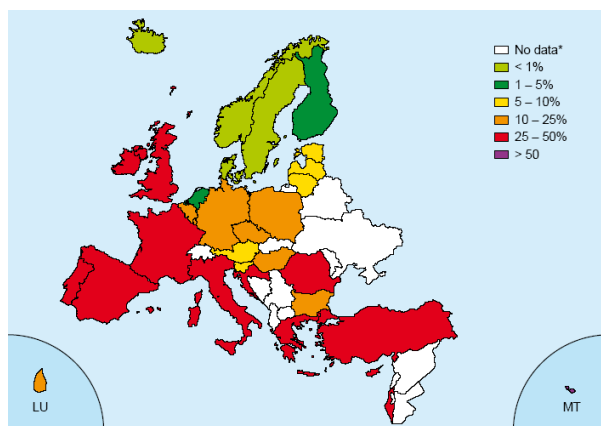 No data*
< 1%
1 – 5%
5 – 10%
10 – 25%
25 – 50%
> 50
LU
MT